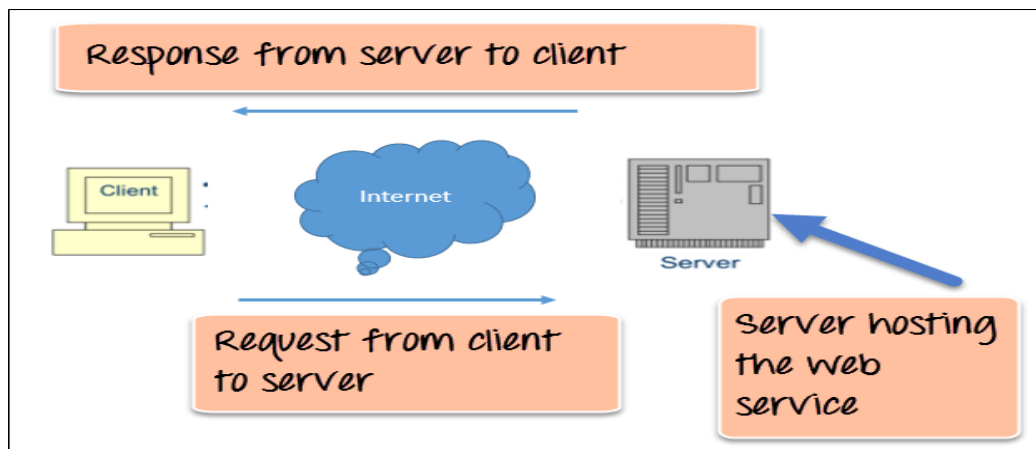 Response from server to client
Client
Internet
Server
Request from client
to server
Server hosting
the web
service